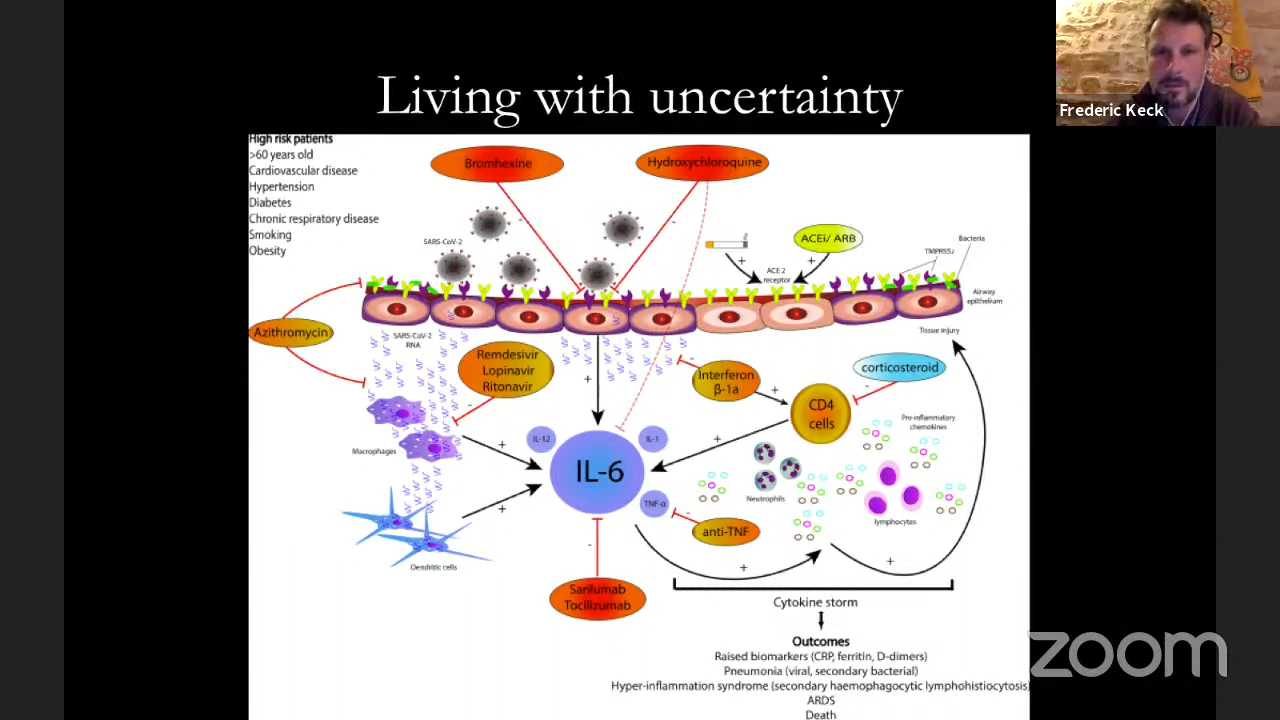 Living with uncertainty
Frederic Keck
High risk patients
>60 years old
Cardiovascular disease
Hypertension
Diabetes
Chronic respiratory disease
Smoking
Obesity
Bromhexine
Hydroxychloroquine
SARS-CoV-2
ACEi/ ARB
ACE 2
receptor
TMPRSS2
Bacteria
Airway
epithelium
Azithromycin
SARS-CoV-2
RNA
Tissue injury
Remdesivir
Lopinavir
Ritonavir
Interferon
β-1a
corticosteroid
CD4
cells
Pro-inflammatory
chemokines
Macrophages
IL-12
IL-1
IL-6
TNF-α
Neutrophils
lymphocytes
anti-TNF
Dendritic cells
Sarilumab
Tocilizumab
Cytokine storm
Outcomes
Raised biomarkers (CRP, ferritin, D-dimers)
Pneumonia (viral, secondary bacterial)
Hyper-inflammation syndrome (secondary haemophagocytic lymphohistiocytosis)
ARDS
Death
zoom